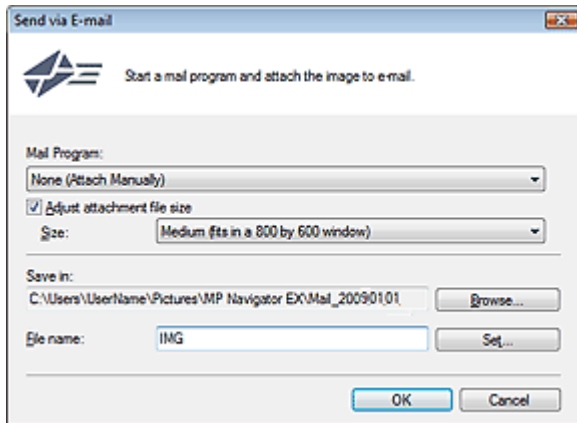 Send via E-mail
Start a mail program and attach the image to e-mail.
Mail Program:
None (Attach Manually)
Adjust attachment file size
Size: Medium (fits in a 800 by 600 window)
Save in:
C:\Users\UserName\Pictures\MP Navigator EX\Mail_20090101 Browse...
File name: IMG Set...
OK Cancel